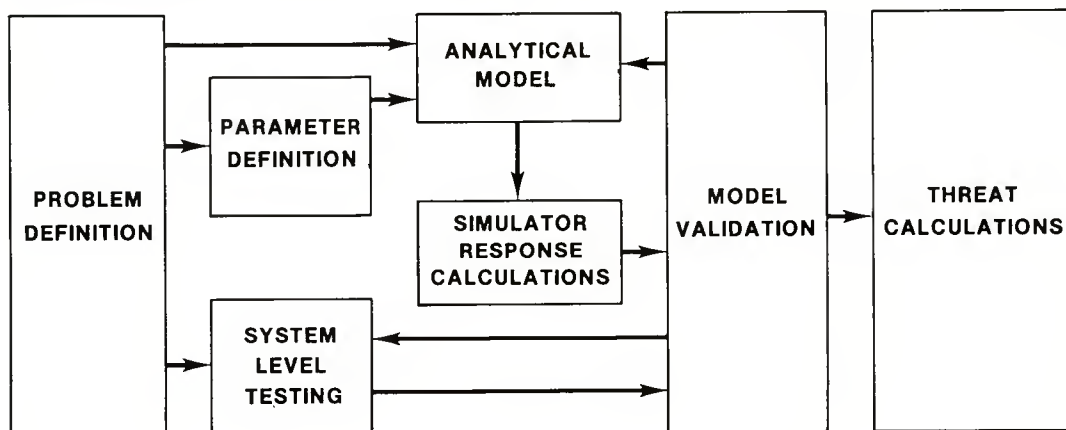 PROBLEM
DEFINITION
PARAMETER
DEFINITION
SYSTEM
LEVEL
TESTING
ANALYTICAL
MODEL
SIMULATOR
RESPONSE
CALCULATIONS
MODEL
VALIDATION
THREAT
CALCULATIONS